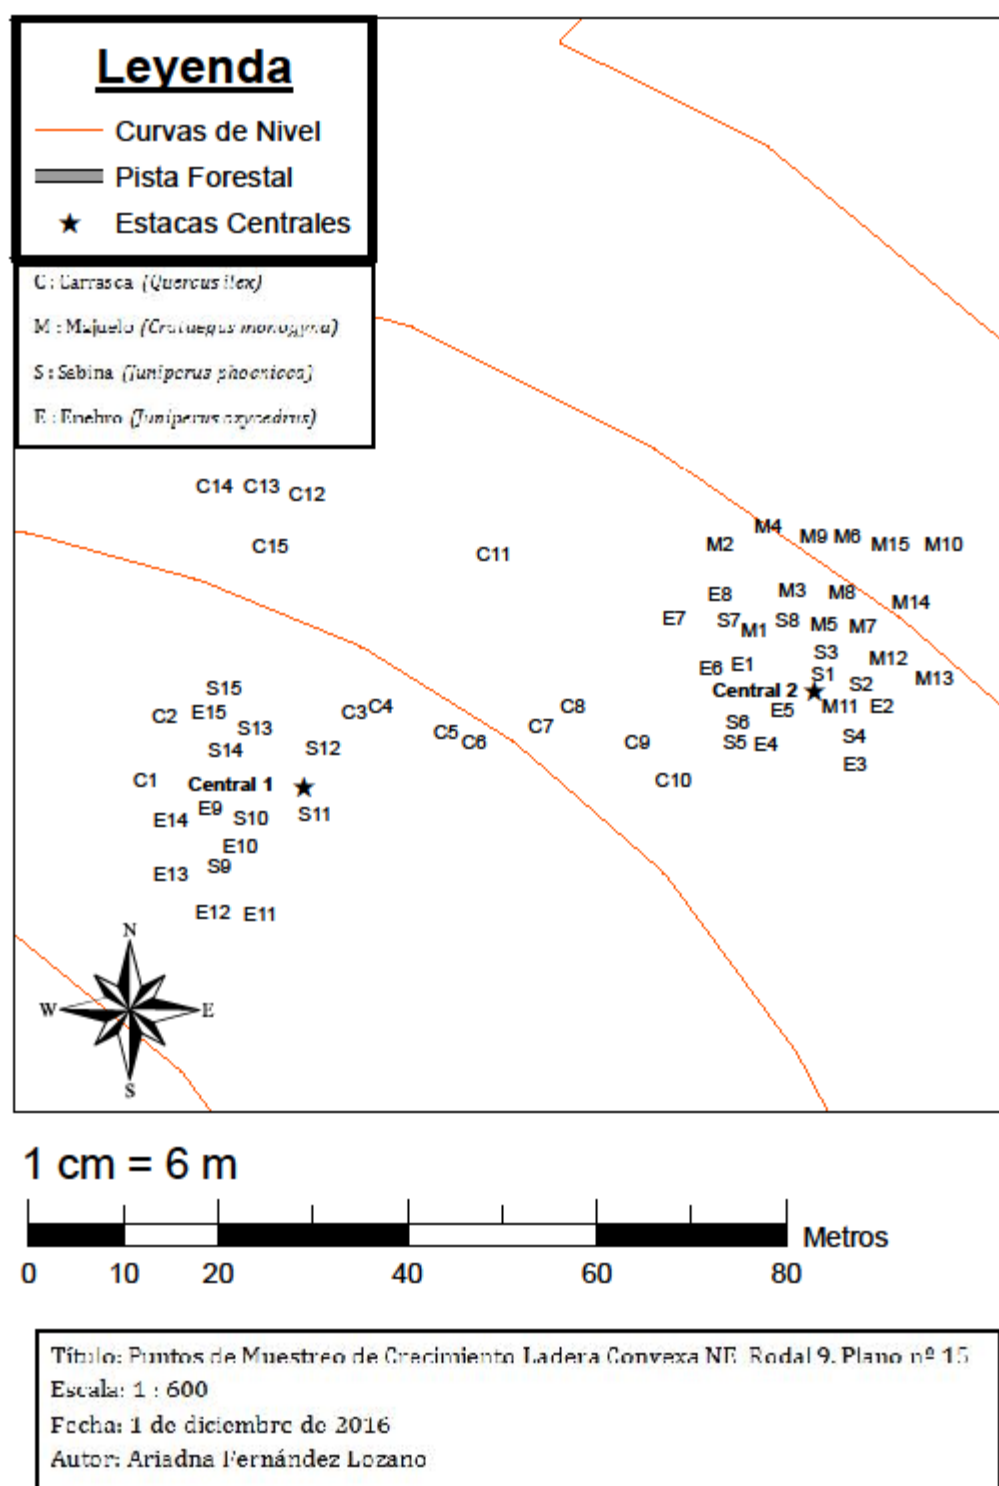 Leyenda
Curvas de Nivel
Pista Forestal
Estacas Centrales
C : Carrasca (Quercus ilex)
M : Majuelo (Crataegus monogyna)
S : Sabina (Juniperus phoenicea)
E : Enebro (Juniperus oxycedrus)
C14 C13 C12
C15
C11
M4
M2
M9 M6
M15 M10
E8
M3 M8
M14
E7 S7
M1
S8
M5 M7
S3
M12
E6 E1
S1
S2
M13
Central 2
E5
M11 E2
S6
S5 E4
S4
E3
S15
C2 E15
S13
S14
S12
C3 C4
C5 C6
C7 C8
C9
C10
C1
Central 1
E14
E9
S10
S11
E10
S9
E13
E12 E11
N
W E
S
1 cm = 6 m
Metros
0 10 20 40 60 80
Título: Puntos de Muestreo de Crecimiento Ladera Convexa NE Rodal 9. Plano nº 15
Escala: 1 : 600
Fecha: 1 de diciembre de 2016
Autor: Ariadna Fernández Lozano